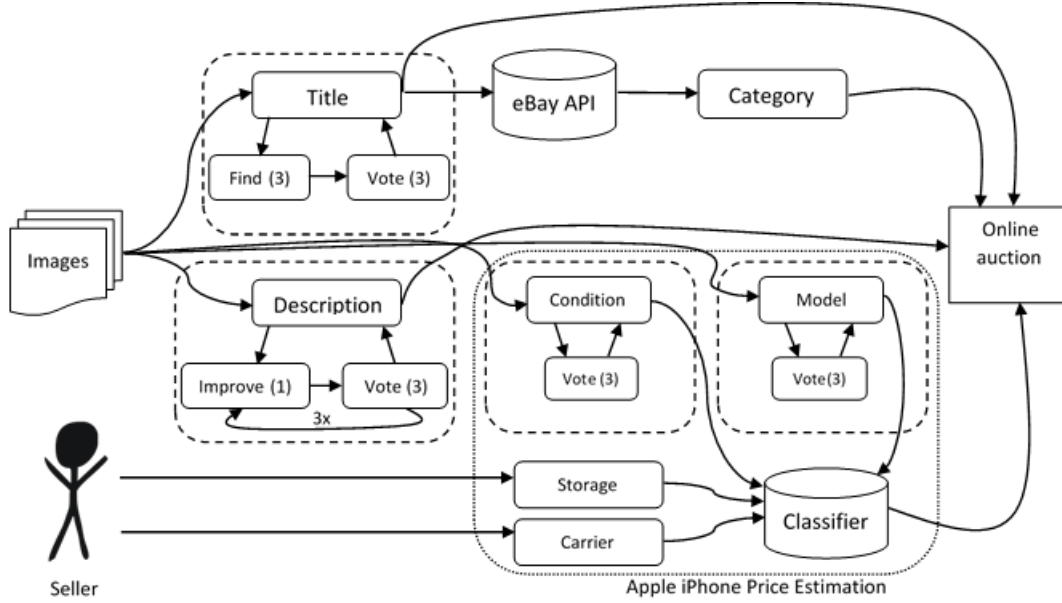 Title
eBay API
Category
Find (3)
Vote (3)
Images
Online
auction
Description
Condition
Model
Improve (1)
Vote (3)
Vote (3)
Vote(3)
3x
Storage
Classifier
Carrier
Seller
Apple iPhone Price Estimation